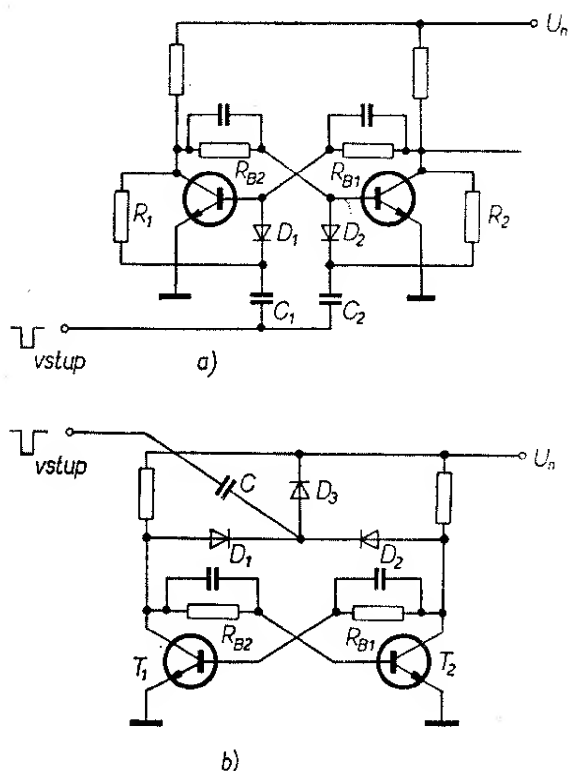 Uₙ
R_B2
R_B1
R₁
D₁
D₂
R₂
C₁
C₂
vstup
a)
vstup
C
D₃
Uₙ
D₁
D₂
R_B2
R_B1
T₁
T₂
b)